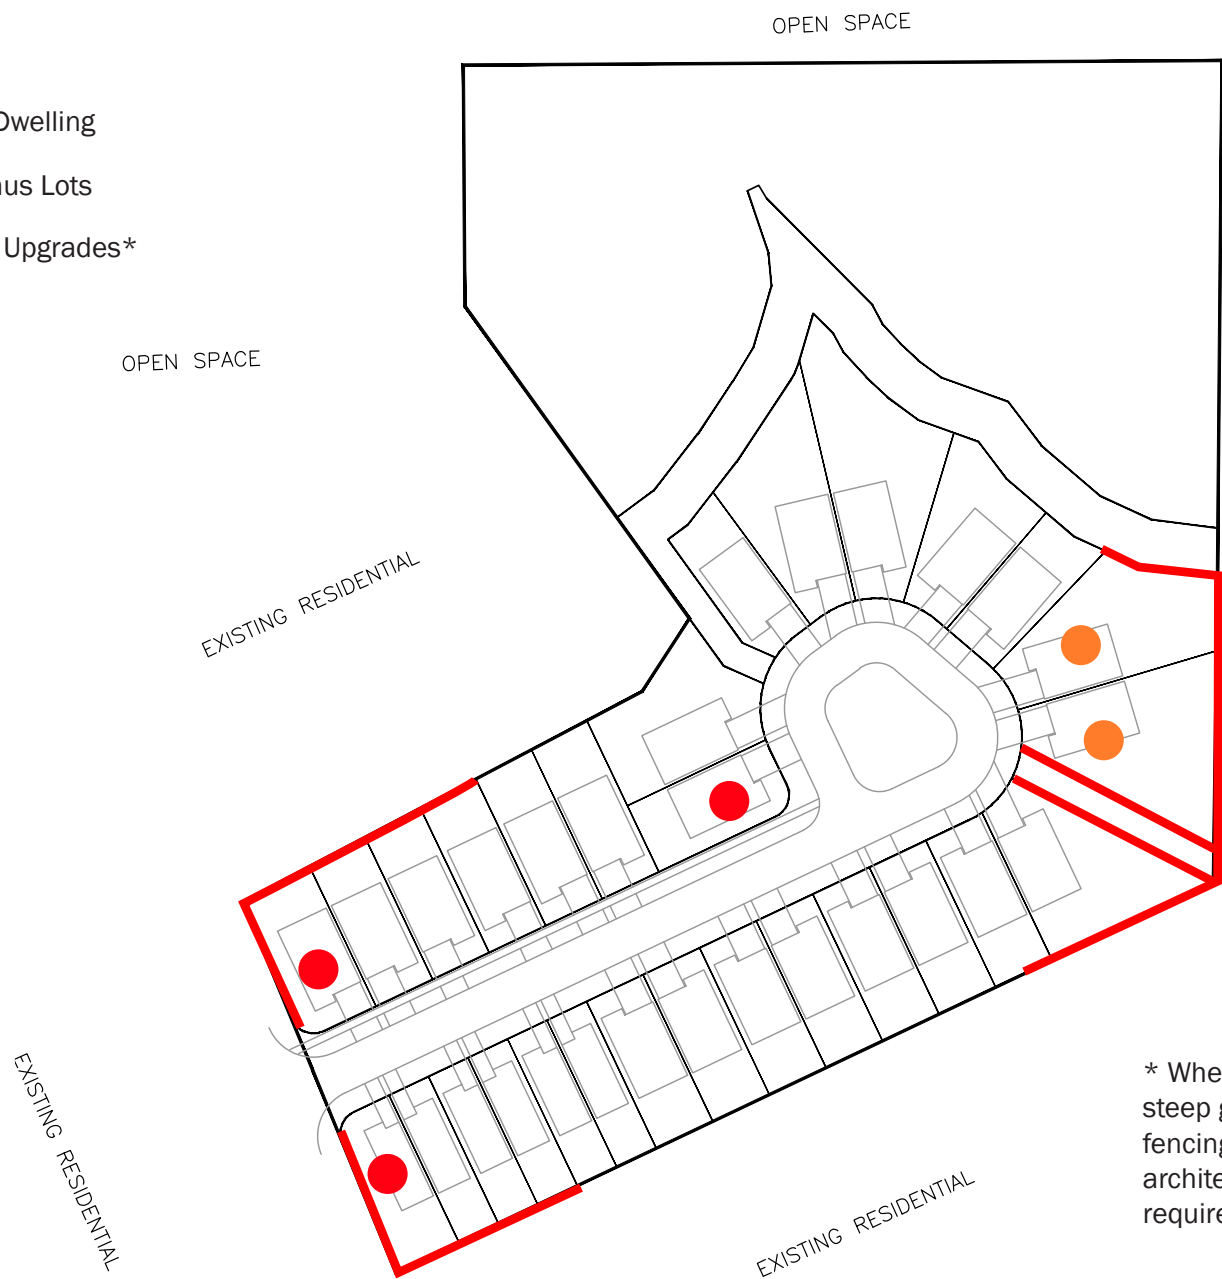 OPEN SPACE
Dwelling
us Lots
Upgrades*
OPEN SPACE
EXISTING RESIDENTIAL
EXISTING RESIDENTIAL
EXISTING RESIDENTIAL
* Whe
steep g
fencing
archite
require